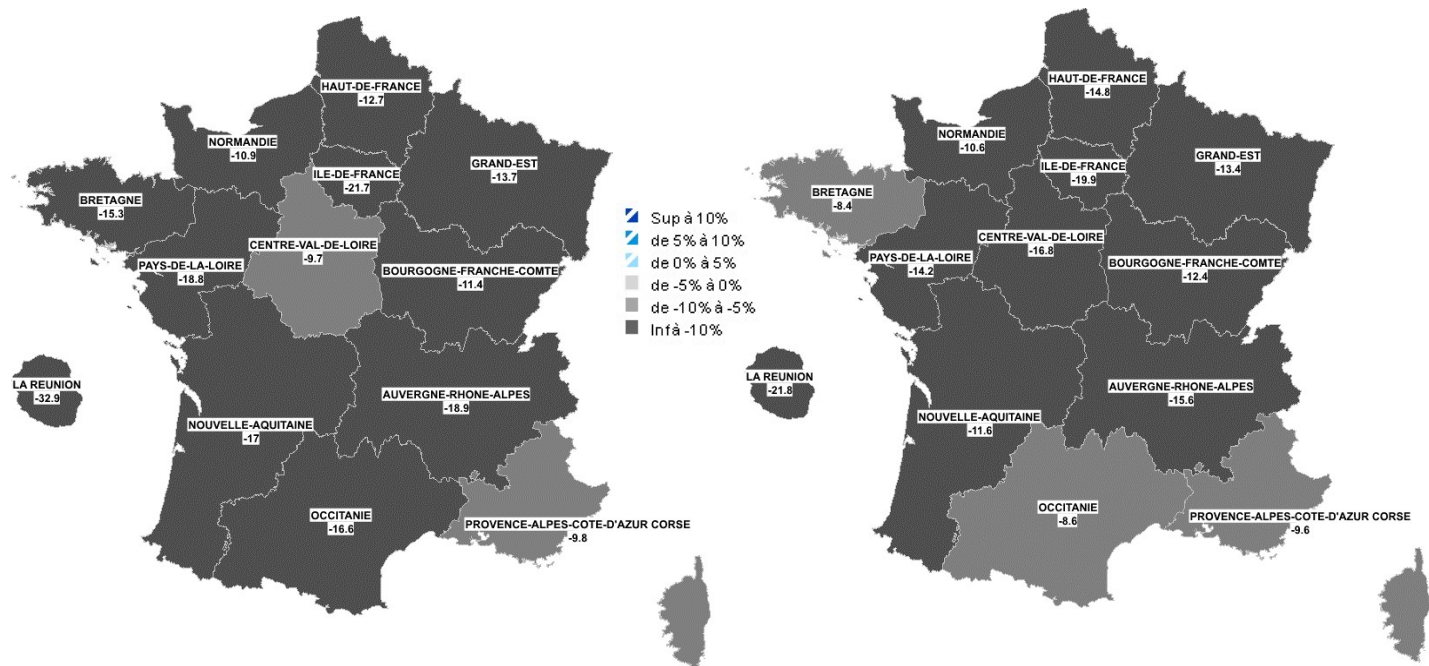 HAUT-DE-FRANCE
-12.7
NORMANDIE
-10.9
ILE-DE-FRANCE
-21.7
GRAND-EST
-13.7
BRETAGNE
-15.3
CENTRE-VAL-DE-LOIRE
-9.7
PAYS-DE-LA-LOIRE
-18.8
BOURGOGNE-FRANCHE-COMTE
-11.4
LA REUNION
-32.9
AUVERGNE-RHONE-ALPES
-18.9
NOUVELLE-AQUITAINE
-17
OCCITANIE
-16.6
PROVENCE-ALPES-COTE-D'AZUR CORSE
-9.8
Sup à 10%
de 5% à 10%
de 0% à 5%
de -5% à 0%
de -10% à -5%
Inf à -10%
HAUT-DE-FRANCE
-14.8
NORMANDIE
-10.6
ILE-DE-FRANCE
-19.9
GRAND-EST
-13.4
BRETAGNE
-8.4
CENTRE-VAL-DE-LOIRE
-16.8
PAYS-DE-LA-LOIRE
-14.2
BOURGOGNE-FRANCHE-COMTE
-12.4
LA REUNION
-21.8
AUVERGNE-RHONE-ALPES
-15.6
NOUVELLE-AQUITAINE
-11.6
OCCITANIE
-8.6
PROVENCE-ALPES-COTE-D'AZUR CORSE
-9.6